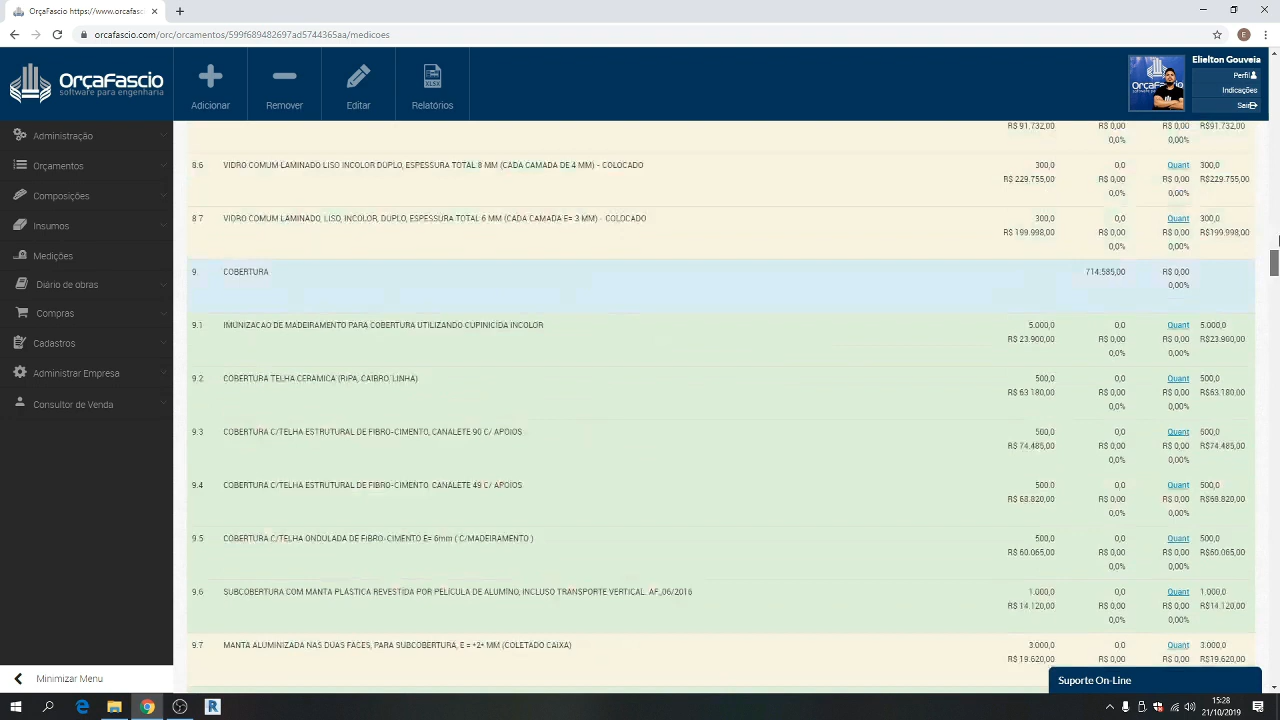 OrçaFascio https://www.orcafasc
orcafascio.com/orc/orcamentos/599f689482697ad5744365aa/medicoes
E
OrçaFascio
software para engenharia
Adicionar
Remover
Editar
XLSX
Relatórios
OrçaFascio
Elielton Gouveia
Perfil
Indicações
Sair
Administração
Orçamentos
Composições
Insumos
Medições
Diário de obras
Compras
Cadastros
Administrar Empresa
Consultor de Venda
Minimizar Menu
R$ 91.732,00 R$ 0,00 R$ 0,00 R$91.732,00
0,0% 0,00%
8.6 VIDRO COMUM LAMINADO LISO INCOLOR DUPLO, ESPESSURA TOTAL 8 MM (CADA CAMADA DE 4 MM) - COLOCADO 300,0 0,0 Quant 300,0
R$ 229.755,00 R$ 0,00 R$ 0,00 R$229.755,00
0,0% 0,00%
8.7 VIDRO COMUM LAMINADO, LISO, INCOLOR, DUPLO, ESPESSURA TOTAL 6 MM (CADA CAMADA E= 3 MM) - COLOCADO 300,0 0,0 Quant 300,0
R$ 199.998,00 R$ 0,00 R$ 0,00 R$199.998,00
0,0% 0,00%
9 COBERTURA 714.585,00 R$ 0,00
0,00%
9.1 IMUNIZACAO DE MADEIRAMENTO PARA COBERTURA UTILIZANDO CUPINICIDA INCOLOR 5.000,0 0,0 Quant 5.000,0
R$ 23.900,00 R$ 0,00 R$ 0,00 R$23.900,00
0,0% 0,00%
9.2 COBERTURA TELHA CERAMICA (RIPA, CAIBRO, LINHA) 500,0 0,0 Quant 500,0
R$ 63.180,00 R$ 0,00 R$ 0,00 R$63.180,00
0,0% 0,00%
9.3 COBERTURA C/TELHA ESTRUTURAL DE FIBRO-CIMENTO, CANALETE 90 C/ APOIOS 500,0 0,0 Quant 500,0
R$ 74.485,00 R$ 0,00 R$ 0,00 R$74.485,00
0,0% 0,00%
9.4 COBERTURA C/TELHA ESTRUTURAL DE FIBRO-CIMENTO, CANALETE 49 C/ APOIOS 500,0 0,0 Quant 500,0
R$ 68.820,00 R$ 0,00 R$ 0,00 R$68.820,00
0,0% 0,00%
9.5 COBERTURA C/TELHA ONDULADA DE FIBRO-CIMENTO E= 6mm ( C/MADEIRAMENTO ) 500,0 0,0 Quant 500,0
R$ 60.065,00 R$ 0,00 R$ 0,00 R$60.065,00
0,0% 0,00%
9.6 SUBCOBERTURA COM MANTA PLÁSTICA REVESTIDA POR PELÍCULA DE ALUMÍNO, INCLUSO TRANSPORTE VERTICAL. AF_06/2016 1.000,0 0,0 Quant 1.000,0
R$ 14.120,00 R$ 0,00 R$ 0,00 R$14.120,00
0,0% 0,00%
9.7 MANTA ALUMINIZADA NAS DUAS FACES, PARA SUBCOBERTURA, E = *2* MM (COLETADO CAIXA) 3.000,0 0,0 Quant 3.000,0
R$ 19.620,00 R$ 0,00 R$ 0,00 R$19.620,00
Suporte On-Line
15:28
21/10/2019